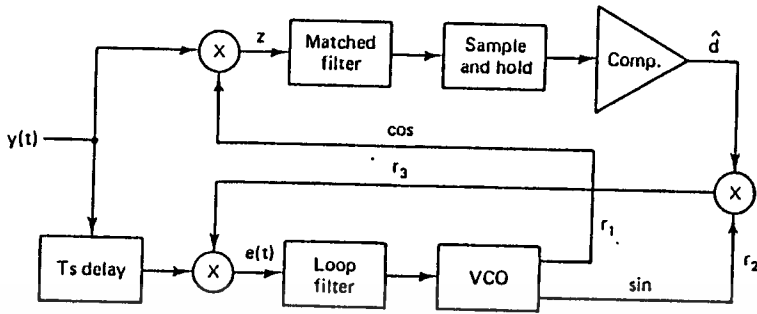 z
Matched
filter
Sample
and hold
Comp.
d̂
X
cos
y(t)
r₃
X
r₁
Ts delay
X
e(t)
Loop
filter
VCO
sin
r₂